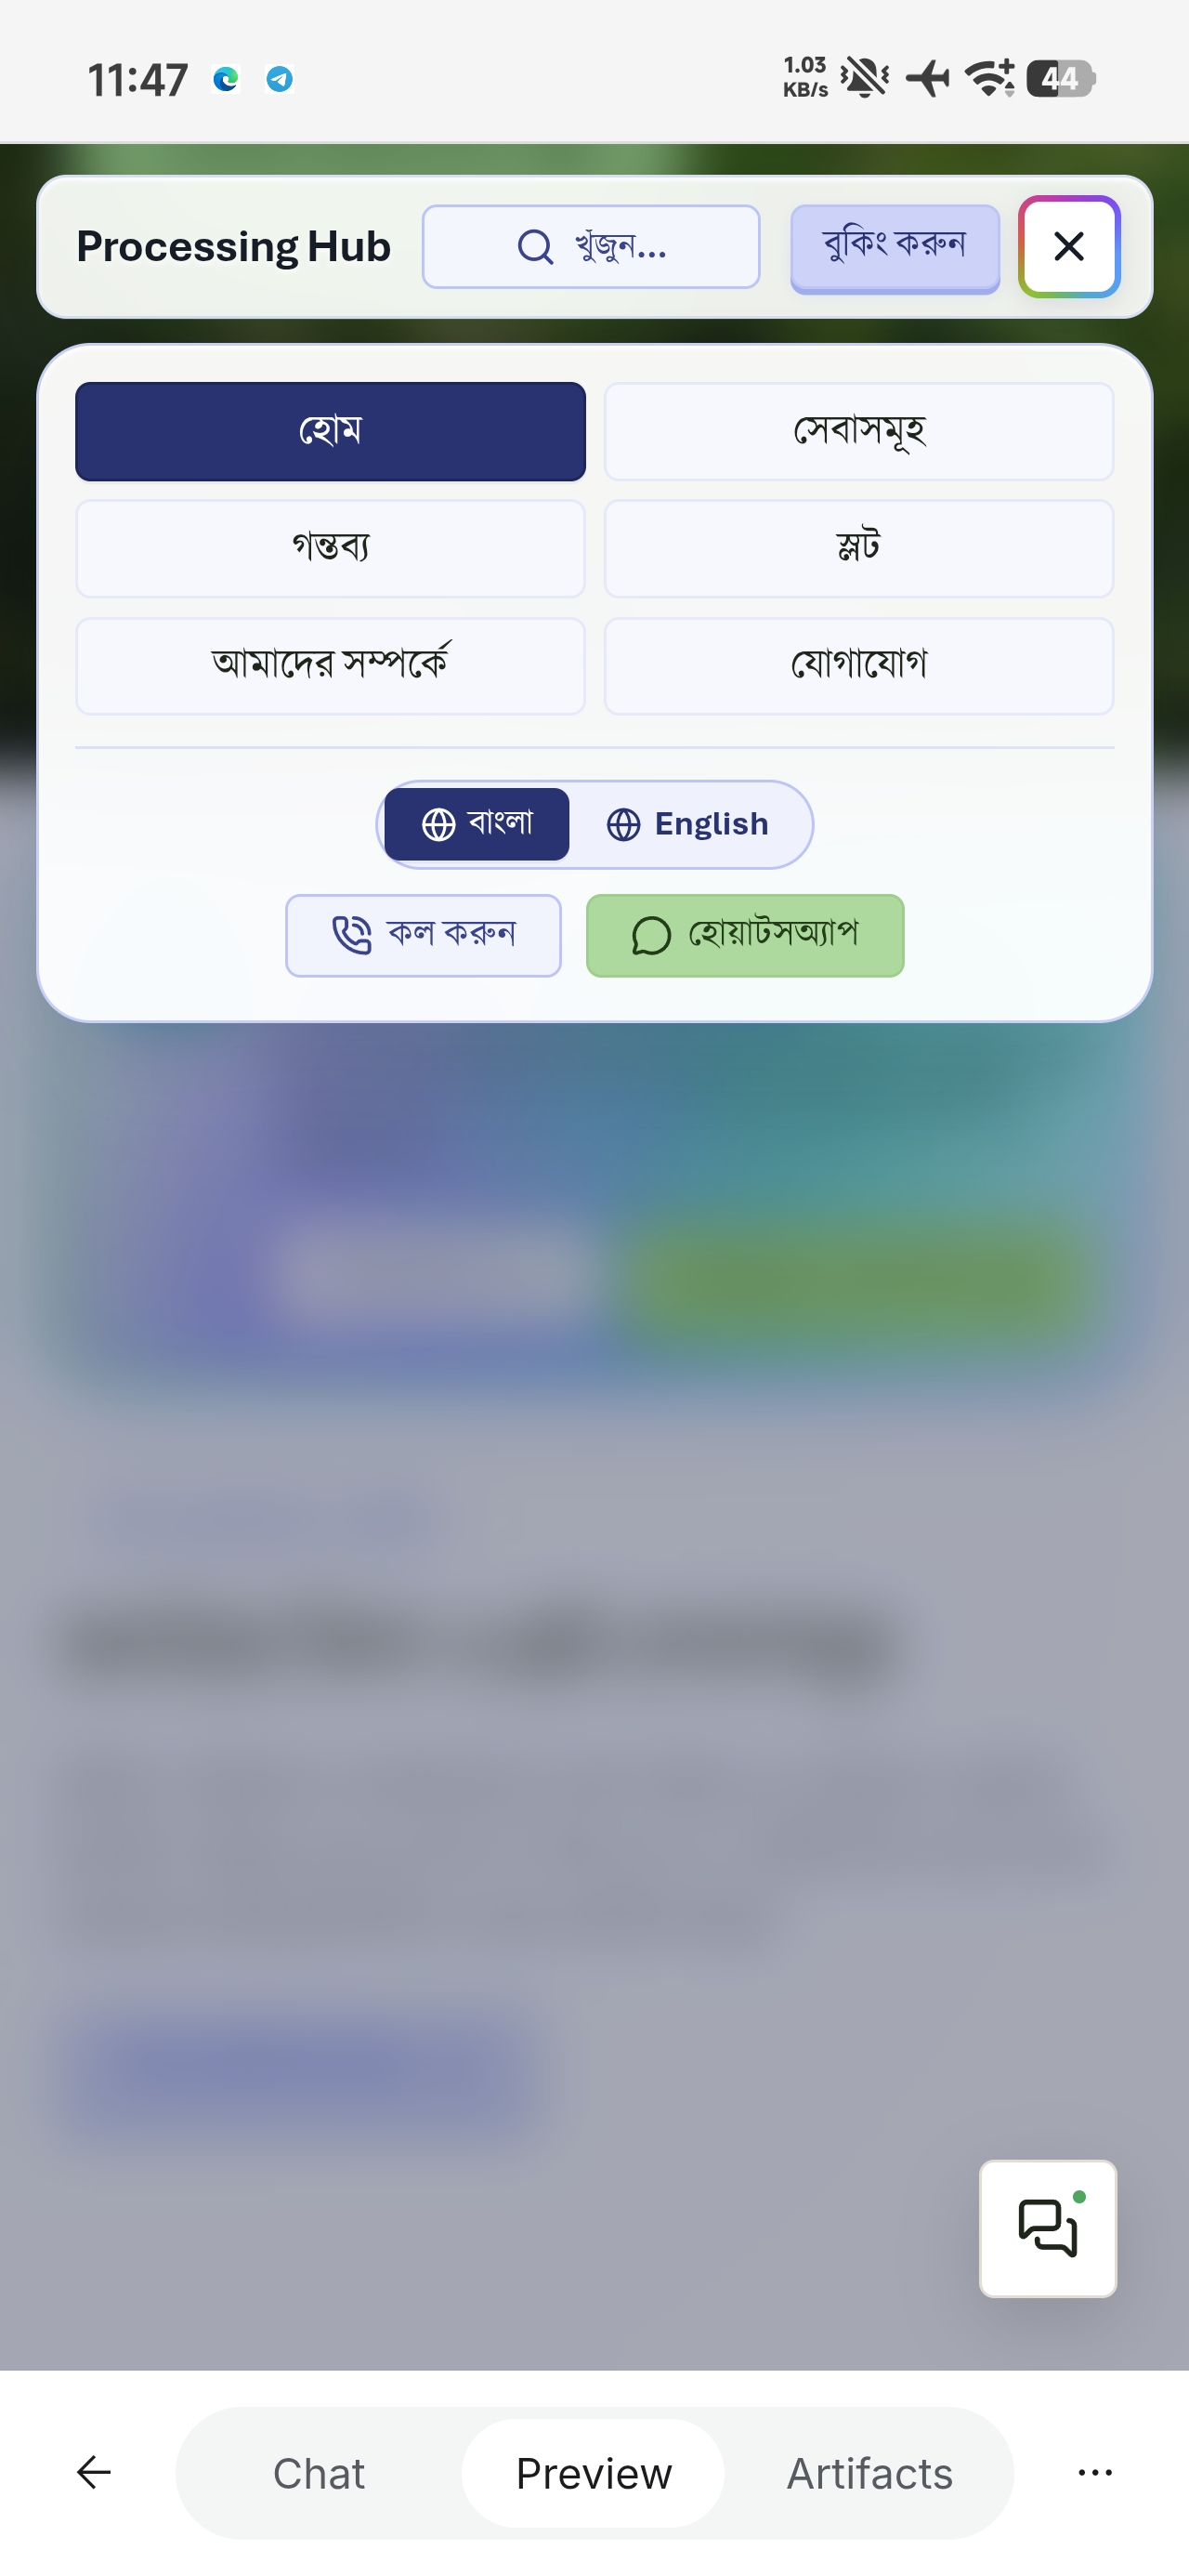 11:47
1.03
KB/s
44
Processing Hub
খুঁজুন...
বুকিং করুন
হোম
সেবাসমূহ
গন্তব্য
স্লট
আমাদের সম্পর্কে
যোগাযোগ
বাংলা
English
কল করুন
হোয়াটসঅ্যাপ
Chat
Preview
Artifacts